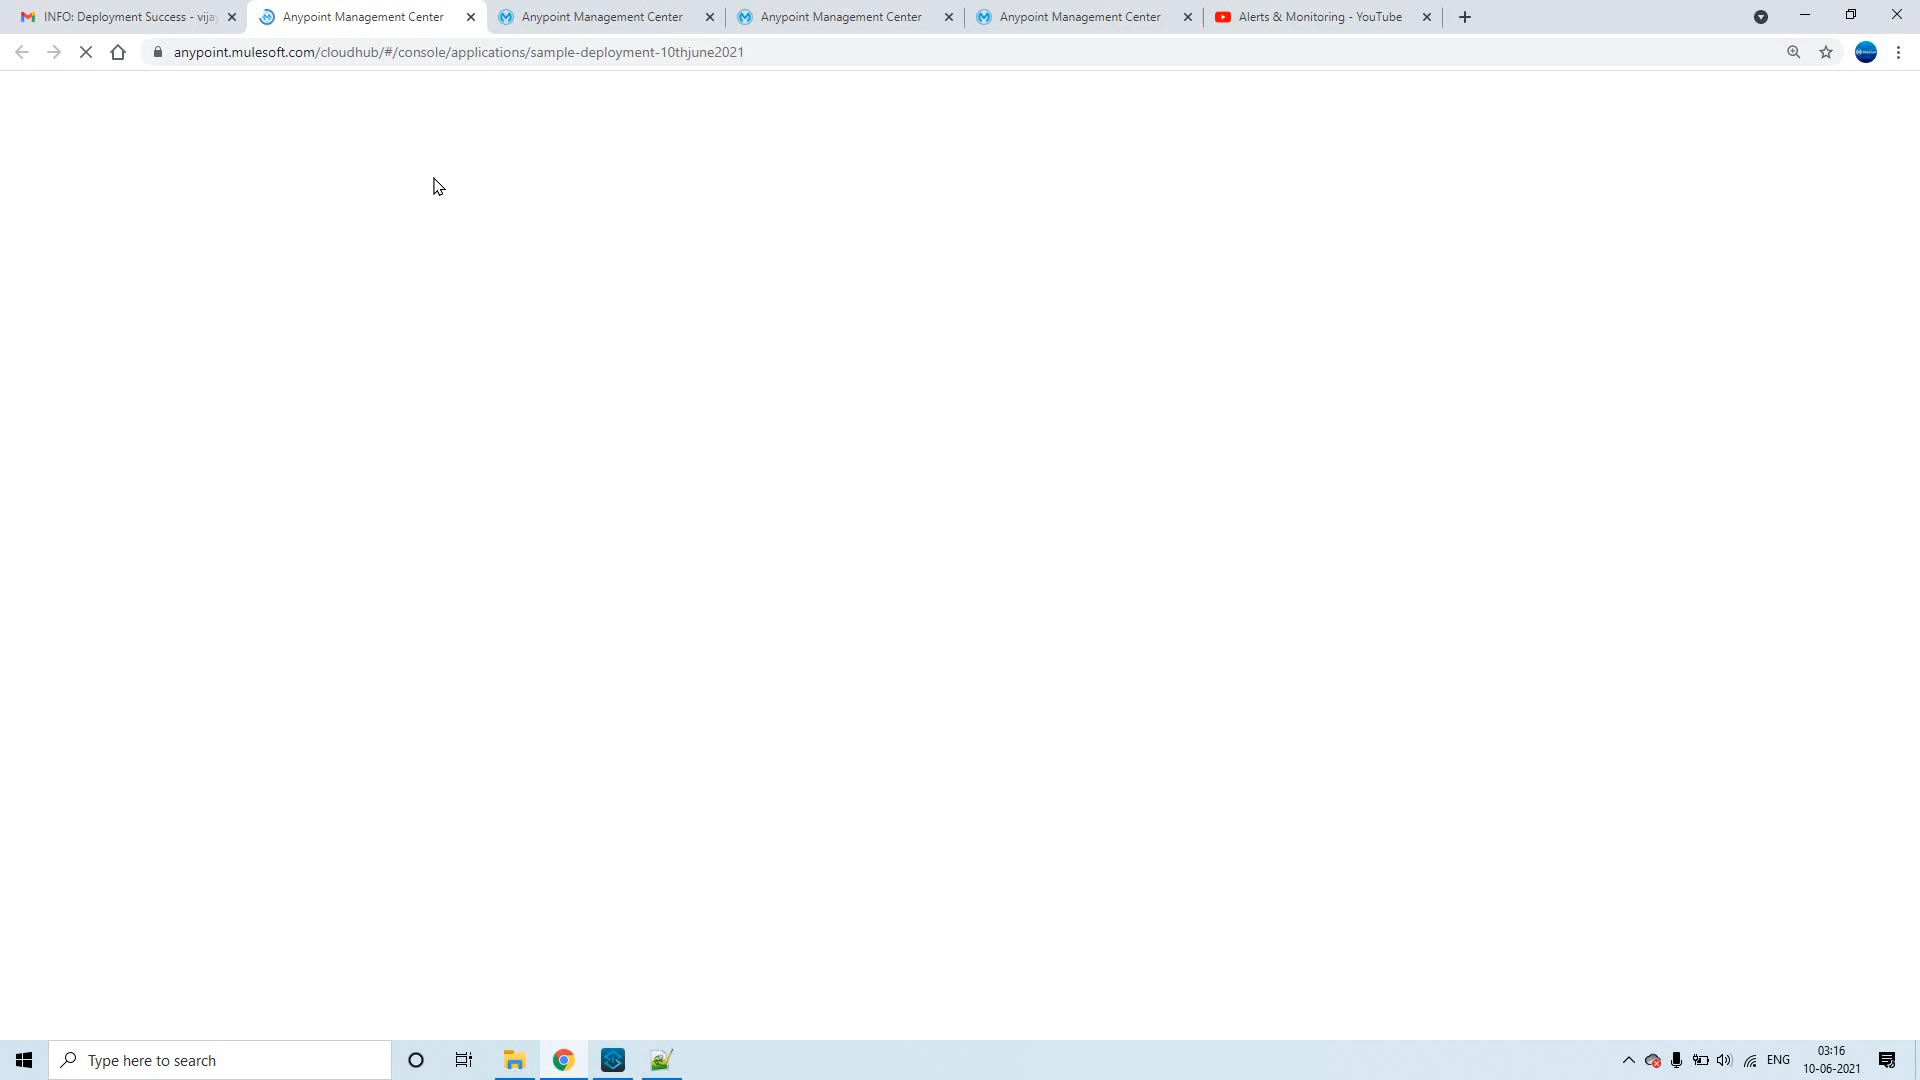 INFO: Deployment Success - vija
Anypoint Management Center
Anypoint Management Center
Anypoint Management Center
Anypoint Management Center
Alerts & Monitoring - YouTube
anypoint.mulesoft.com/cloudhub/#/console/applications/sample-deployment-10thjune2021
Type here to search
ENG
03:16
10-06-2021